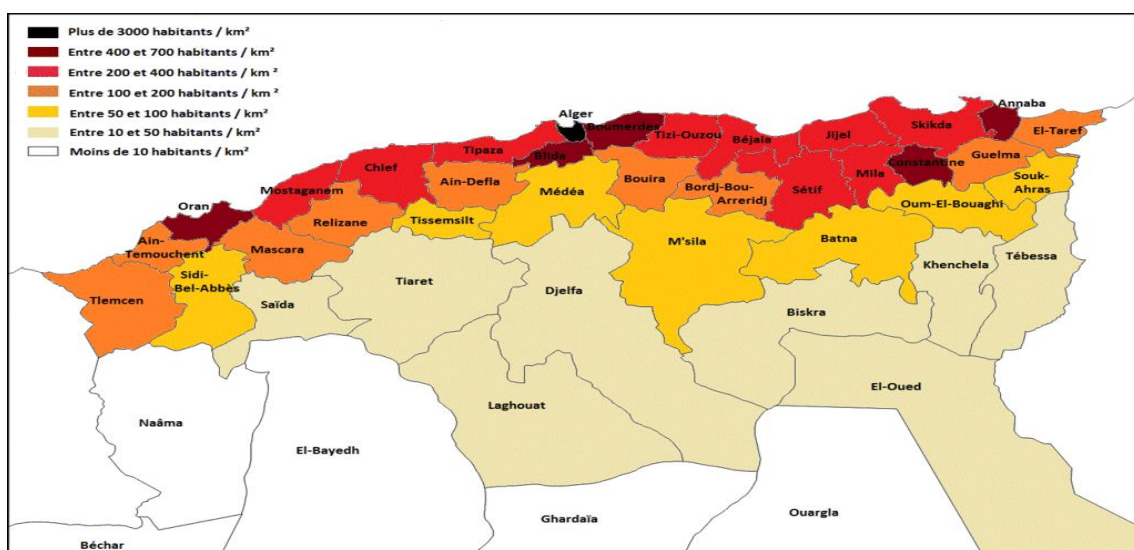 Plus de 3000 habitants / km²
Entre 400 et 700 habitants / km²
Entre 200 et 400 habitants / km ²
Entre 100 et 200 habitants / km ²
Entre 50 et 100 habitants / km²
Entre 10 et 50 habitants / km²
Moins de 10 habitants / km²
Alger
Annaba
Boumerdes
Tizi-Ouzou
Béjaïa
Jijel
Skikda
El-Taref
Tipaza
Blida
Constantine
Guelma
Chlef
Mila
Souk-
Ahras
Mostaganem
Ain-Defla
Médéa
Bouira
Bordj-Bou-
Arreridj
Sétif
Oran
Relizane
Tissemsilt
Oum-El-Bouaghi
Ain-
Temouchent
Mascara
M'sila
Batna
Khenchela
Tébessa
Sidi-
Bel-Abbès
Tlemcen
Saïda
Tiaret
Djelfa
Biskra
El-Oued
Laghouat
Naâma
El-Bayedh
Ghardaïa
Ouargla
Béchar